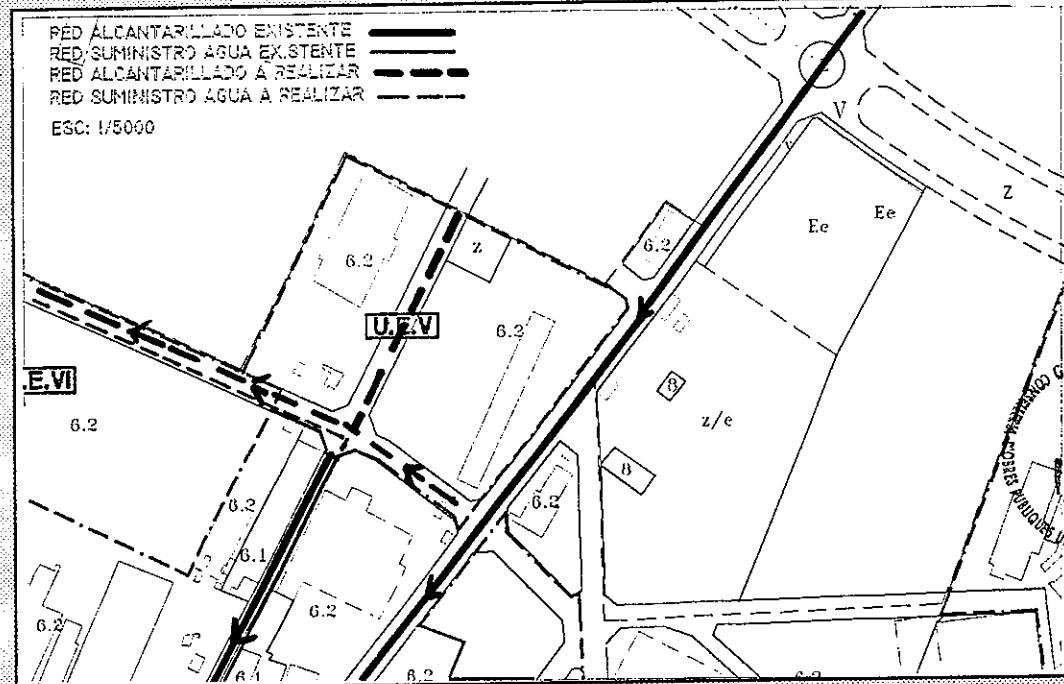 RED ALCANTARILLADO EXISTENTE
RED SUMINISTRO AGUA EXISTENTE
RED ALCANTARILLADO A REALIZAR
RED SUMINISTRO AGUA A REALIZAR
ESC: 1/5000
V
v
Z
Ee
Ee
6.2
z
6.2
6.2
U.E.V
.E.VI
6.2
8
z/e
8
6.2
6.2
6.1
6.2
6.2
6.1
6.2
6.2